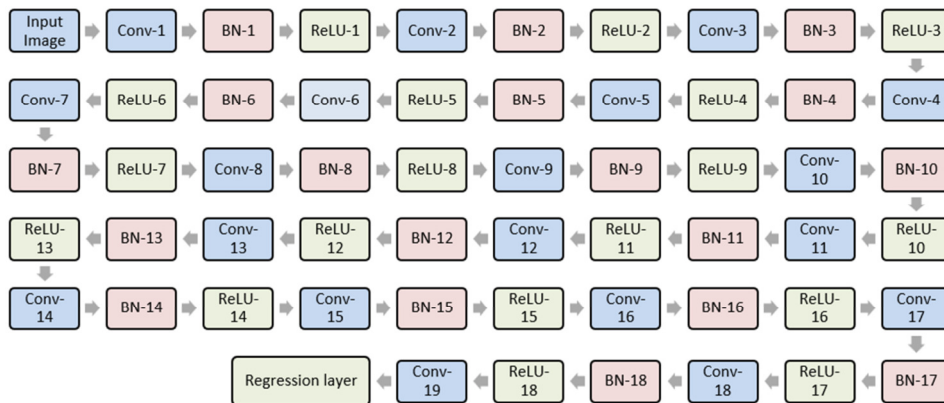 Input
Image
Conv-1
BN-1
ReLU-1
Conv-2
BN-2
ReLU-2
Conv-3
BN-3
ReLU-3
Conv-7
ReLU-6
BN-6
Conv-6
ReLU-5
BN-5
Conv-5
ReLU-4
BN-4
Conv-4
BN-7
ReLU-7
Conv-8
BN-8
ReLU-8
Conv-9
BN-9
ReLU-9
Conv-
10
BN-10
ReLU-
13
BN-13
Conv-
13
ReLU-
12
BN-12
Conv-
12
ReLU-
11
BN-11
Conv-
11
ReLU-
10
Conv-
14
BN-14
ReLU-
14
Conv-
15
BN-15
ReLU-
15
Conv-
16
BN-16
ReLU-
16
Conv-
17
Regression layer
Conv-
19
ReLU-
18
BN-18
Conv-
18
ReLU-
17
BN-17